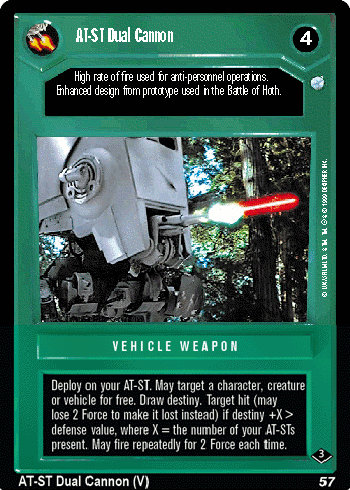 AT-ST Dual Cannon
4
High rate of fire used for anti-personnel operations.
Enhanced design from prototype used in the Battle of Hoth.
VEHICLE WEAPON
Deploy on your AT-ST. May target a character, creature
or vehicle for free. Draw destiny. Target hit (may
lose 2 Force to make it lost instead) if destiny +X >
defense value, where X = the number of your AT-STs
present. May fire repeatedly for 2 Force each time.
3
AT-ST Dual Cannon (V)
57